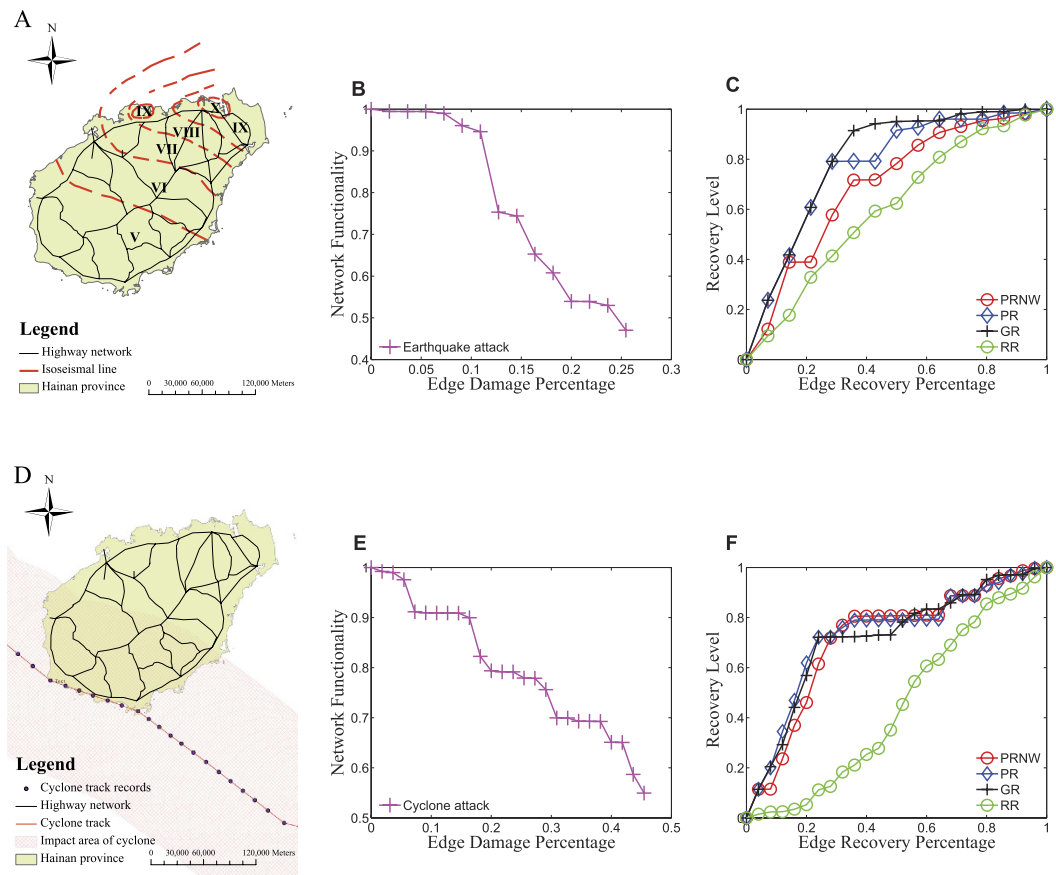 A
N
IX
X
IX
VIII
VII
VI
V
Legend
Highway network
Isoseismal line
Hainan province
0 30,000 60,000 120,000 Meters
B
Network Functionality
1
0.9
0.8
0.7
0.6
0.5
0.4
0 0.05 0.1 0.15 0.2 0.25 0.3
Earthquake attack
Edge Damage Percentage
C
Recovery Level
1
0.8
0.6
0.4
0.2
0
0 0.2 0.4 0.6 0.8 1
PRNW
PR
GR
RR
Edge Recovery Percentage
D
N
Legend
Cyclone track records
Highway network
Cyclone track
Impact area of cyclone
Hainan province
0 30,000 60,000 120,000 Meters
E
Network Functionality
1
0.9
0.8
0.7
0.6
0.5
0 0.1 0.2 0.3 0.4 0.5
Cyclone attack
Edge Damage Percentage
F
Recovery Level
1
0.8
0.6
0.4
0.2
0
0 0.2 0.4 0.6 0.8 1
PRNW
PR
GR
RR
Edge Recovery Percentage